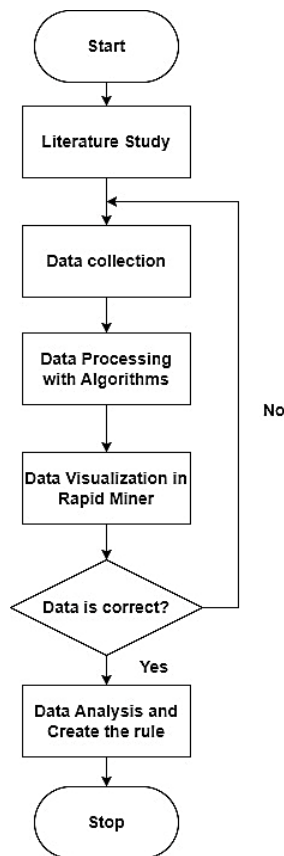 Start
Literature Study
Data collection
Data Processing
with Algorithms
No
Data Visualization in
Rapid Miner
Data is correct?
Yes
Data Analysis and
Create the rule
Stop